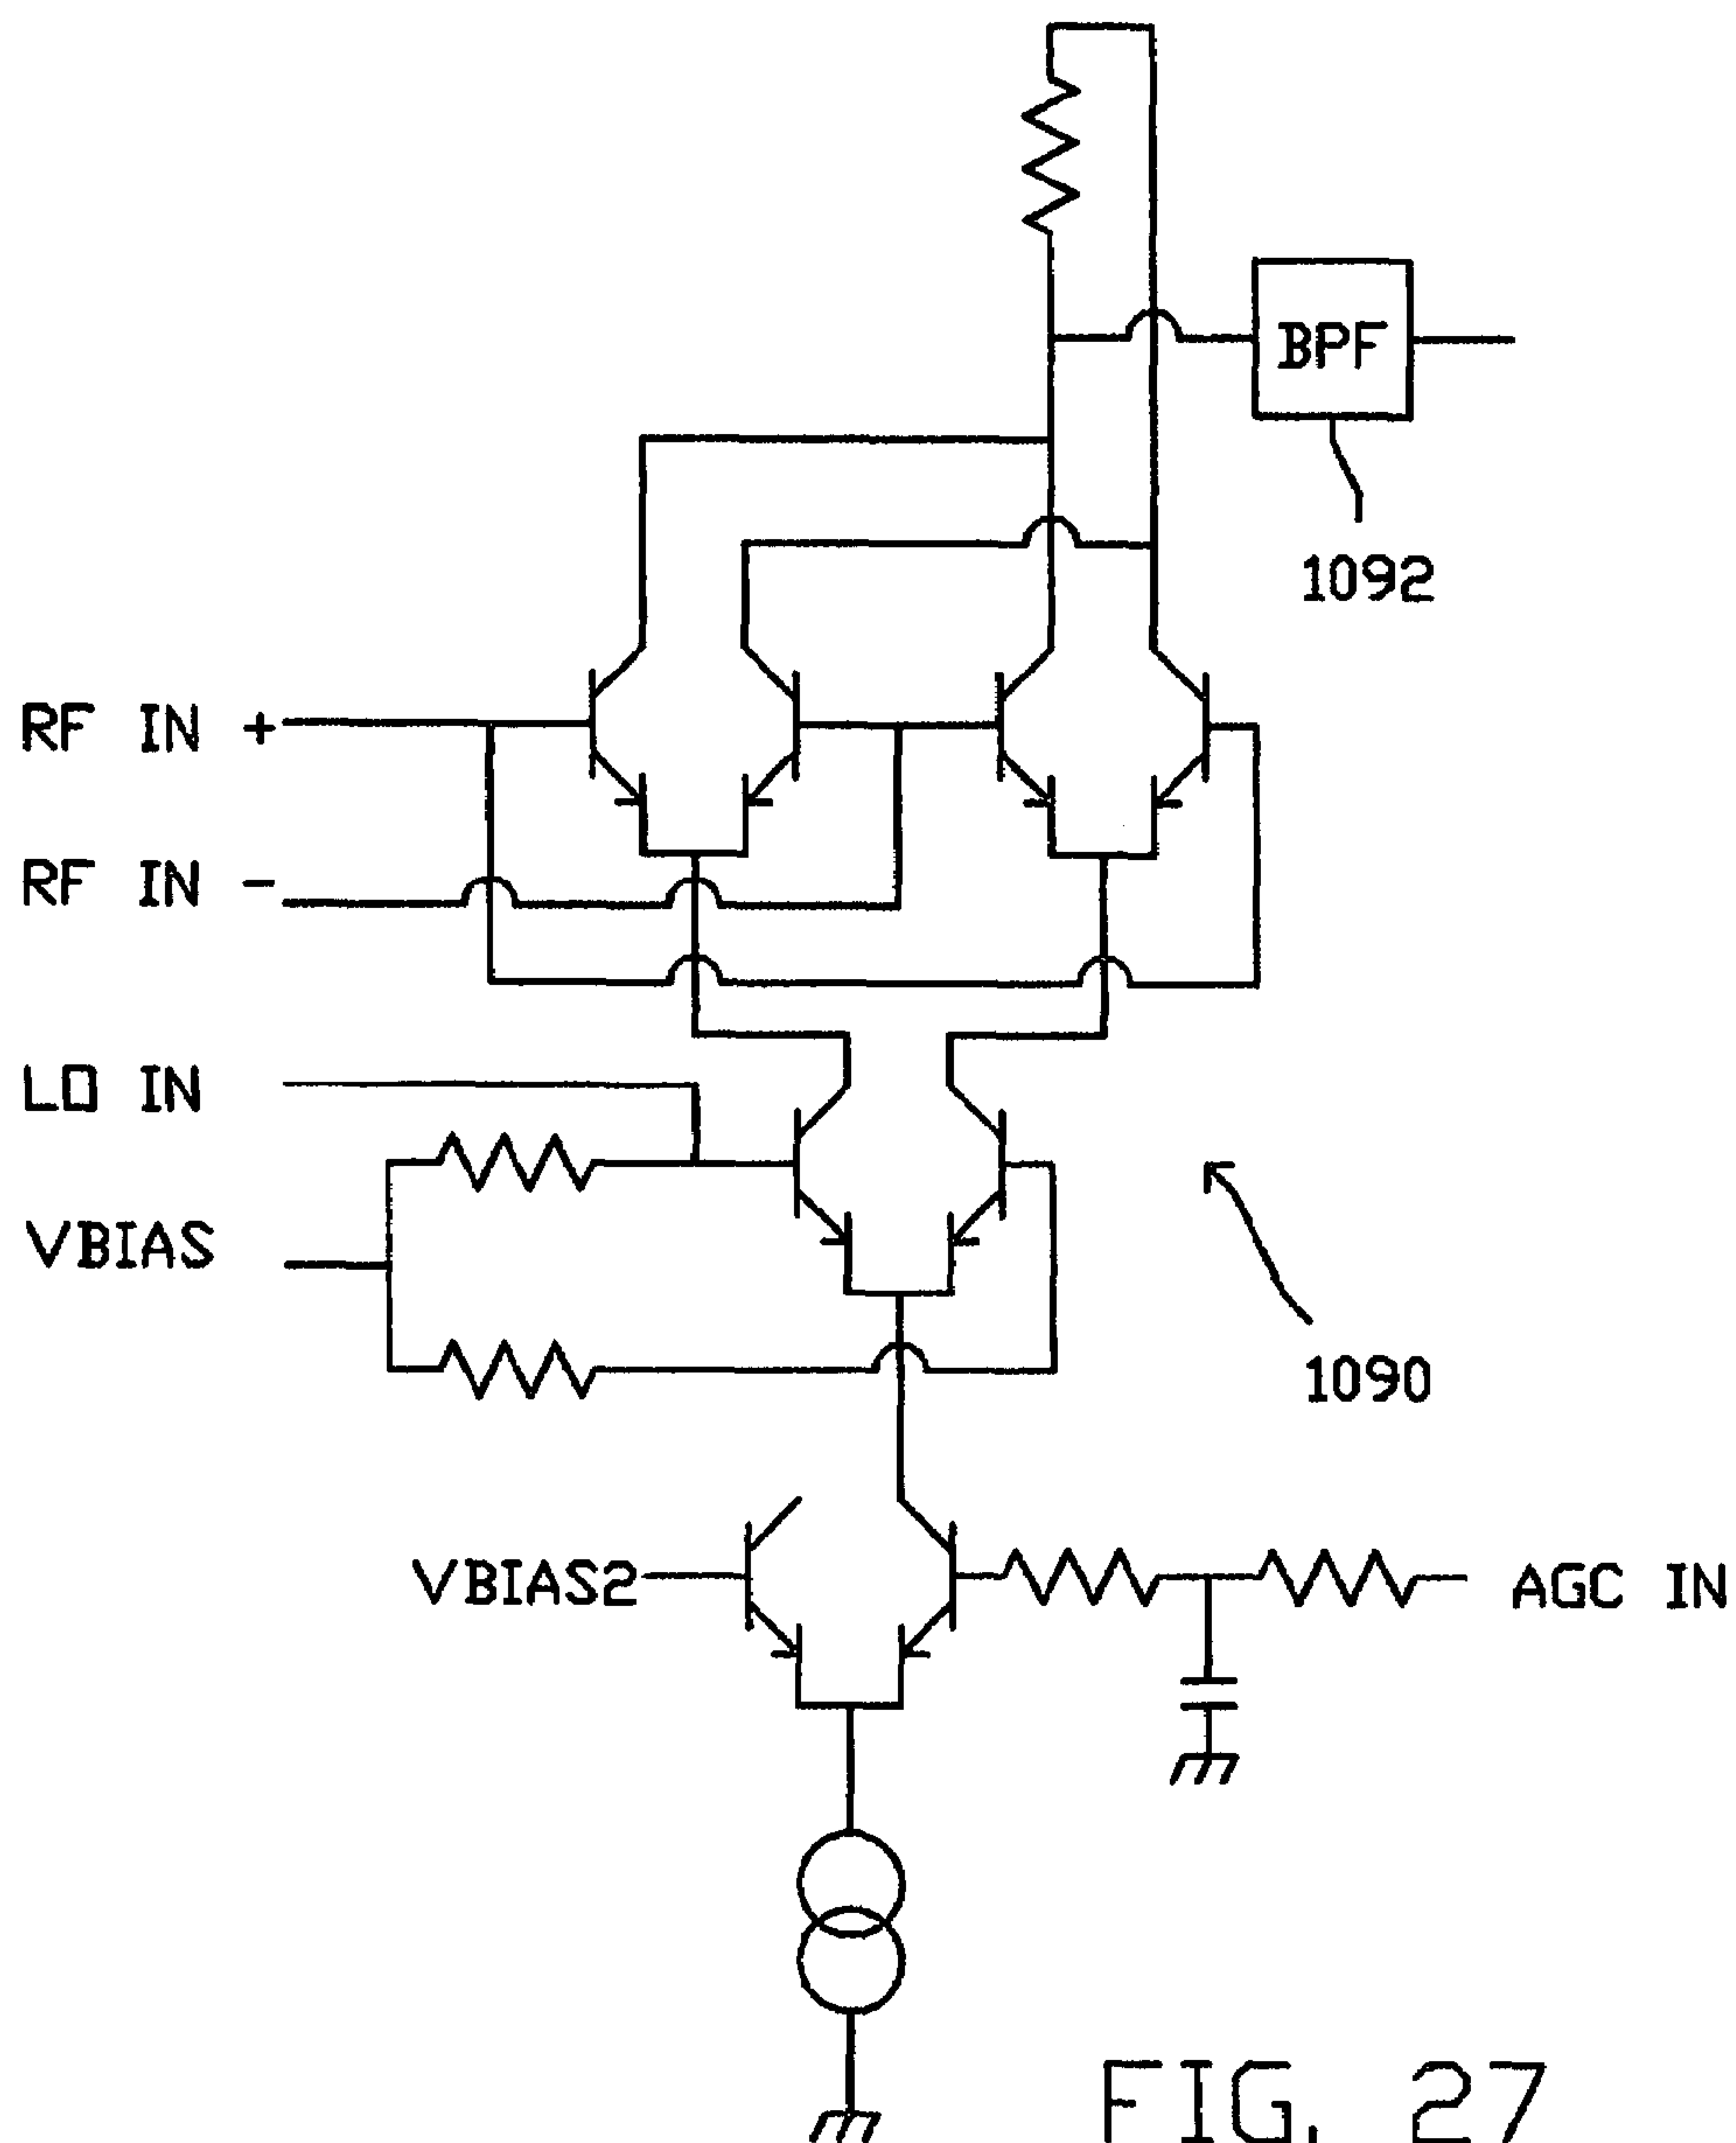 BPF
1092
RF IN +
RF IN -
LO IN
VBIAS
1090
VBIAS2
AGC IN
FIG. 27